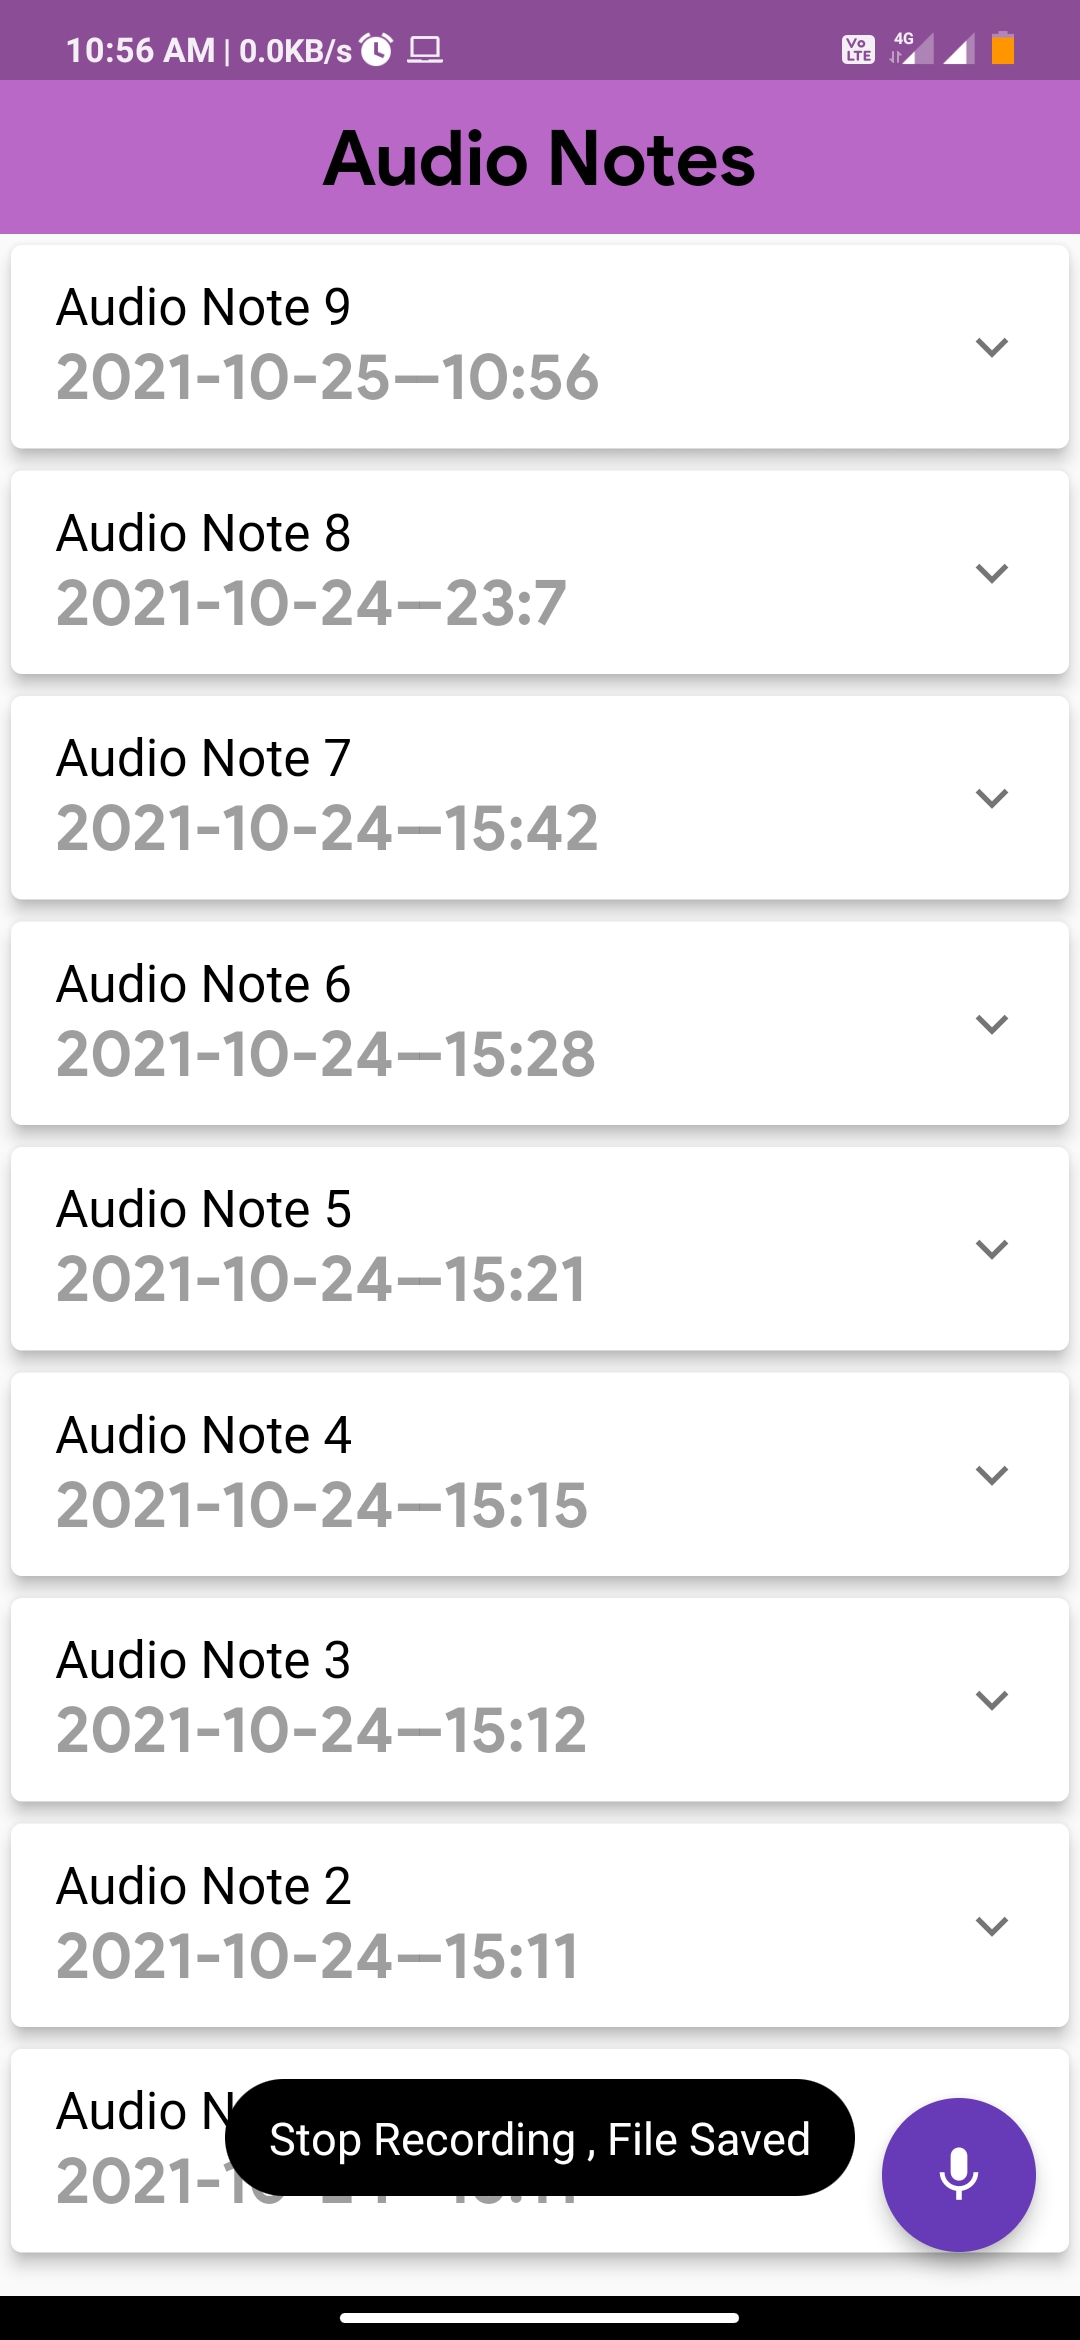 10:56 AM | 0.0KB/s
Vo LTE
4G
Audio Notes
Audio Note 9
2021-10-25—10:56
Audio Note 8
2021-10-24—23:7
Audio Note 7
2021-10-24—15:42
Audio Note 6
2021-10-24—15:28
Audio Note 5
2021-10-24—15:21
Audio Note 4
2021-10-24—15:15
Audio Note 3
2021-10-24—15:12
Audio Note 2
2021-10-24—15:11
Audio
Stop Recording , File Saved